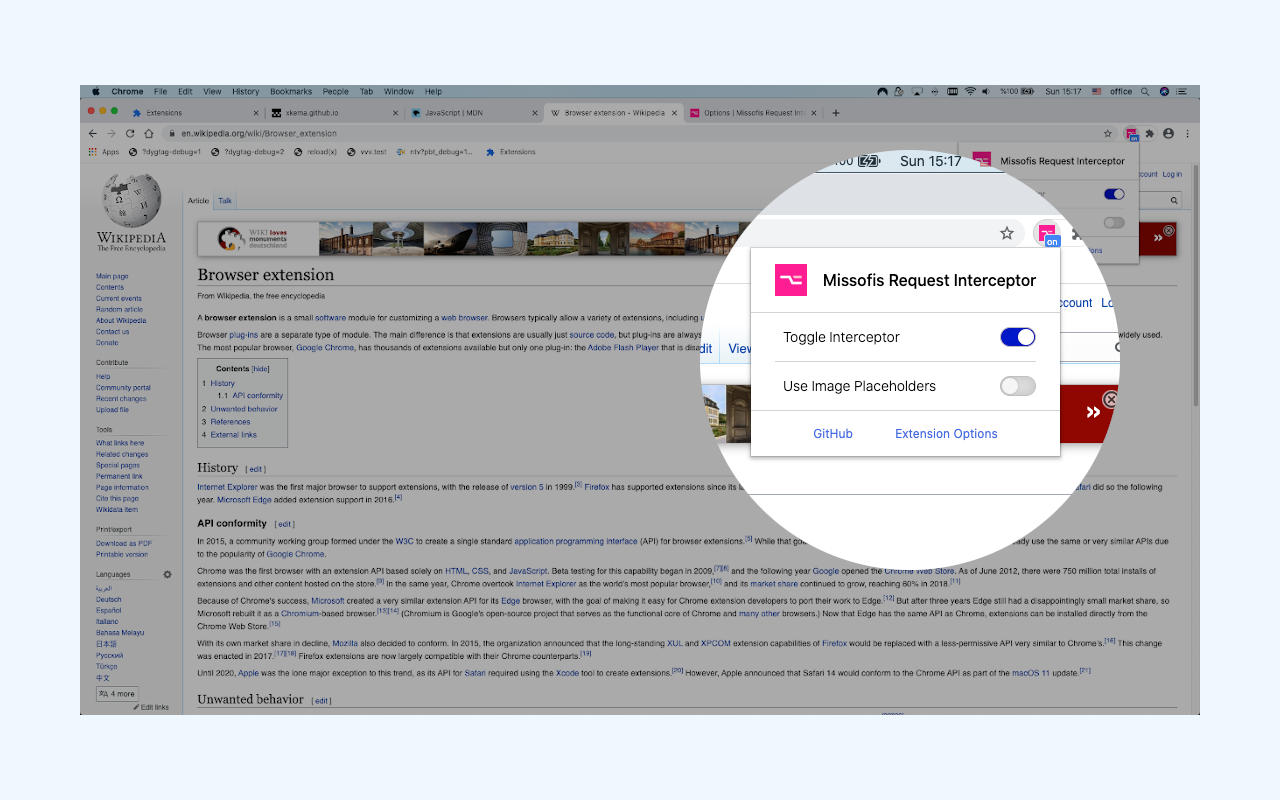 Chrome File Edit View History Bookmarks People Tab Window Help %100 Sun 15:17 office
Extensions xkema.github.io JavaScript | MDN Browser extension - Wikipedia Options | Missofis Request Int
en.wikipedia.org/wiki/Browser_extension
on
Apps ?dygtag-debug=1 ?dygtag-debug=2 reload(x) vvv.test ntv?pbt_debug=1... Extensions
Missofis Request Interceptor
count Log in
WIKIPEDIA
The Free Encyclopedia
Article Talk
WIKI loves
monuments
deutschland
Main page
Contents
Current events
Random article
About Wikipedia
Contact us
Donate
Contribute
Help
Community portal
Recent changes
Upload file
Tools
What links here
Related changes
Special pages
Permanent link
Page information
Cite this page
Wikidata item
Print/export
Download as PDF
Printable version
Languages
العربية
Deutsch
Español
Italiano
Bahasa Melayu
日本語
Русский
Türkçe
中文
4 more
Edit links
Browser extension
From Wikipedia, the free encyclopedia
A browser extension is a small software module for customizing a web browser. Browsers typically allow a variety of extensions, including
Browser plug-ins are a separate type of module. The main difference is that extensions are usually just source code, but plug-ins are always widely used.
The most popular browser, Google Chrome, has thousands of extensions available but only one plug-in: the Adobe Flash Player that is disa
Contents [hide]
1 History
1.1 API conformity
2 Unwanted behavior
3 References
4 External links
History [ edit ]
Internet Explorer was the first major browser to support extensions, with the release of version 5 in 1999.[3] Firefox has supported extensions since its did so the following
year. Microsoft Edge added extension support in 2016.[4]
API conformity [ edit ]
In 2015, a community working group formed under the W3C to create a single standard application programming interface (API) for browser extensions.[5] While that use the same or very similar APIs due
to the popularity of Google Chrome.
Chrome was the first browser with an extension API based solely on HTML, CSS, and JavaScript. Beta testing for this capability began in 2009,[7][8] and the following year Google opened the Chrome Web Store. As of June 2012, there were 750 million total installs of
extensions and other content hosted on the store.[9] In the same year, Chrome overtook Internet Explorer as the world's most popular browser,[10] and its market share continued to grow, reaching 60% in 2018.[11]
Because of Chrome's success, Microsoft created a very similar extension API for its Edge browser, with the goal of making it easy for Chrome extension developers to port their work to Edge.[12] But after three years Edge still had a disappointingly small market share, so
Microsoft rebuilt it as a Chromium-based browser.[13][14] (Chromium is Google's open-source project that serves as the functional core of Chrome and many other browsers.) Now that Edge has the same API as Chrome, extensions can be installed directly from the
Chrome Web Store.[15]
With its own market share in decline, Mozilla also decided to conform. In 2015, the organization announced that the long-standing XUL and XPCOM extension capabilities of Firefox would be replaced with a less-permissive API very similar to Chrome's.[16] This change
was enacted in 2017.[17][18] Firefox extensions are now largely compatible with their Chrome counterparts.[19]
Until 2020, Apple was the lone major exception to this trend, as its API for Safari required using the Xcode tool to create extensions.[20] However, Apple announced that Safari 14 would conform to the Chrome API as part of the macOS 11 update.[21]
Unwanted behavior [ edit ]
Sun 15:17
on
Missofis Request Interceptor
count
Toggle Interceptor
Use Image Placeholders
GitHub Extension Options